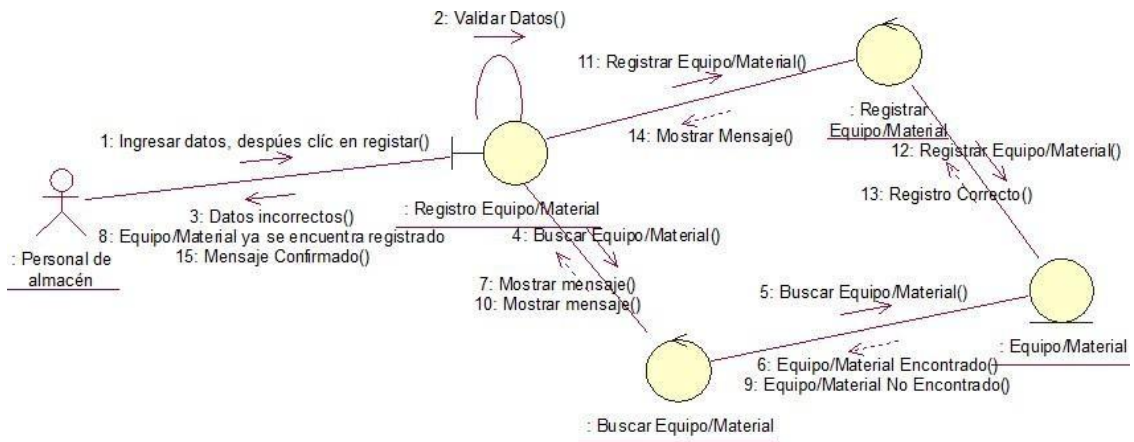 2: Validar Datos()
11: Registrar Equipo/Material()
14: Mostrar Mensaje()
: Registrar
Equipo/Material
12: Registrar Equipo/Material()
13: Registro Correcto()
1: Ingresar datos, despúes clíc en registar()
3: Datos incorrectos()
8: Equipo/Material ya se encuentra registrado
15: Mensaje Confirmado()
: Personal de
almacén
: Registro Equipo/Material
4: Buscar Equipo/Material()
7: Mostrar mensaje()
10: Mostrar mensaje()
5: Buscar Equipo/Material()
6: Equipo/Material Encontrado()
9: Equipo/Material No Encontrado()
: Equipo/Material
: Buscar Equipo/Material